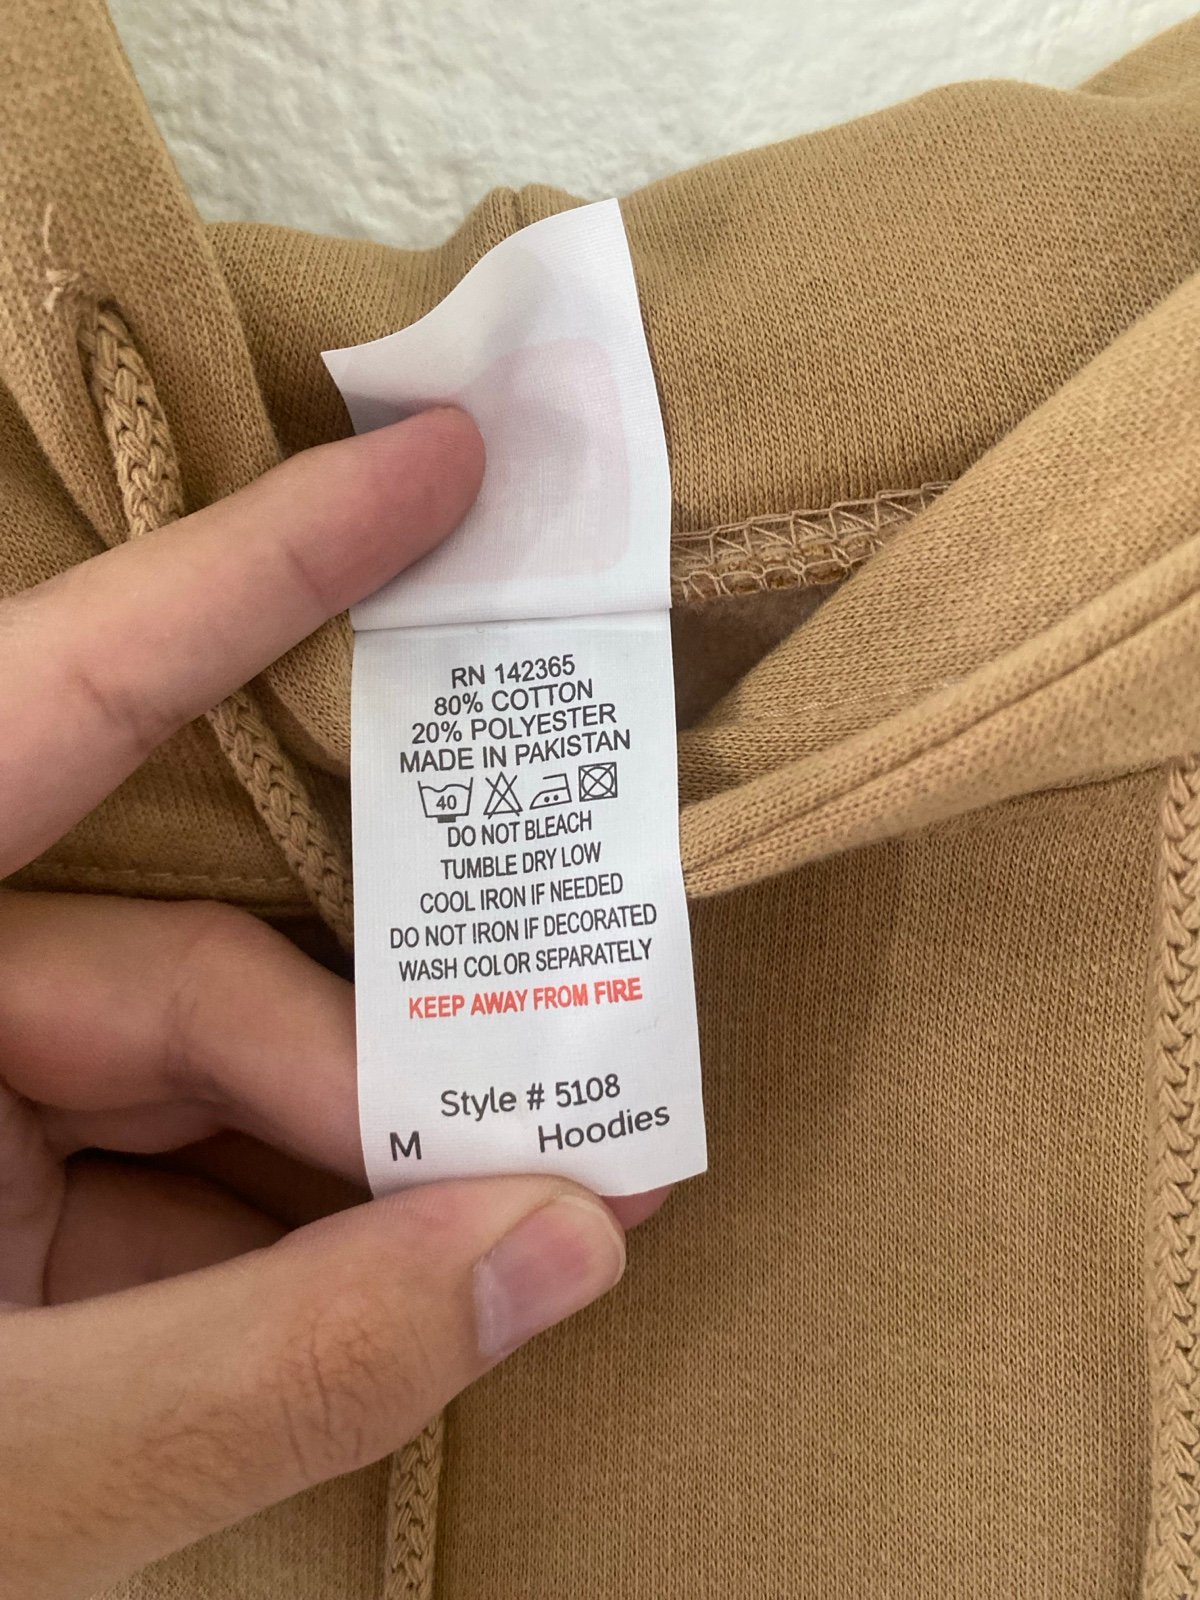 RN 142365
80% COTTON
20% POLYESTER
MADE IN PAKISTAN
40
DO NOT BLEACH
TUMBLE DRY LOW
COOL IRON IF NEEDED
DO NOT IRON IF DECORATED
WASH COLOR SEPARATELY
KEEP AWAY FROM FIRE
Style # 5108
M Hoodies